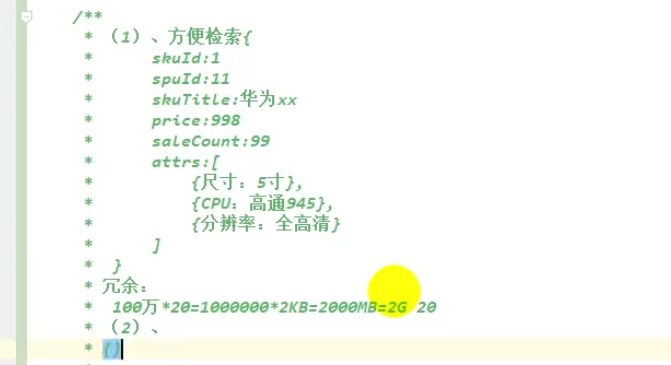 /**
* （1）、方便检索{
* skuId:1
* spuId:11
* skuTitle:华为xx
* price:998
* saleCount:99
* attrs:[
* {尺寸：5寸},
* {CPU：高通945},
* {分辨率：全高清}
* ]
* }
* 冗余：
* 100万*20=1000000*2KB=2000MB=2G 20
* （2）、
* ()
*